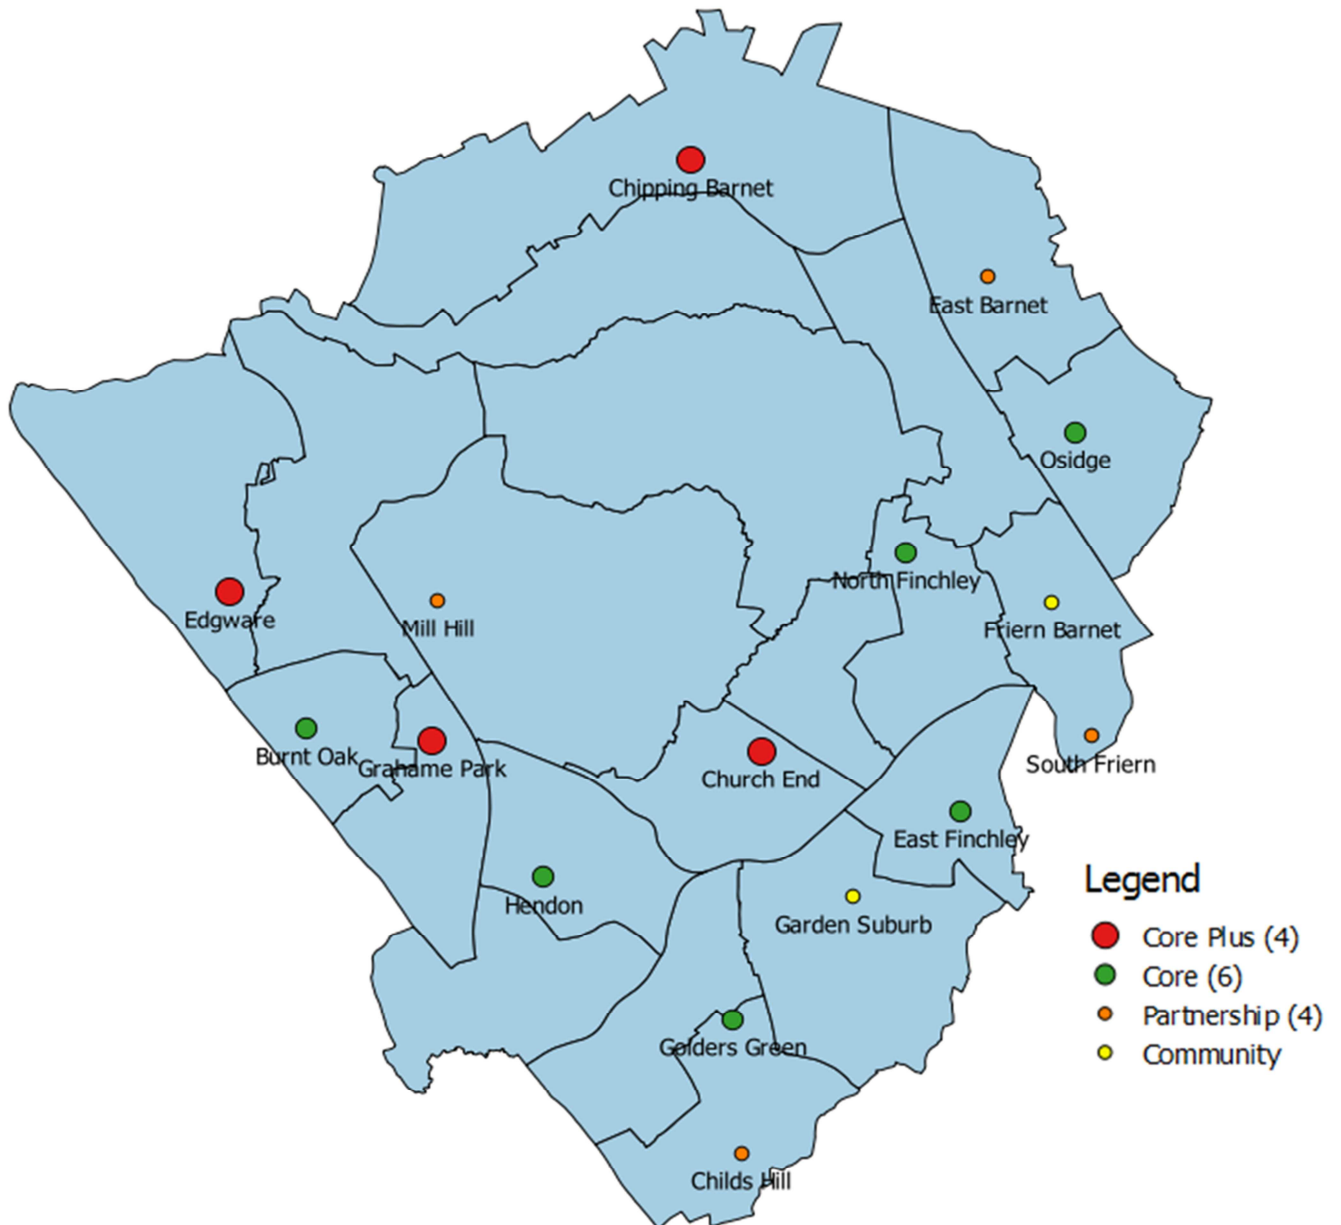 Chipping Barnet
East Barnet
Osidge
North Finchley
Edgware
Mill Hill
Friern Barnet
Burnt Oak
Grahame Park
Church End
South Friern
East Finchley
Hendon
Garden Suburb
Golders Green
Childs Hill
Legend
Core Plus (4)
Core (6)
Partnership (4)
Community